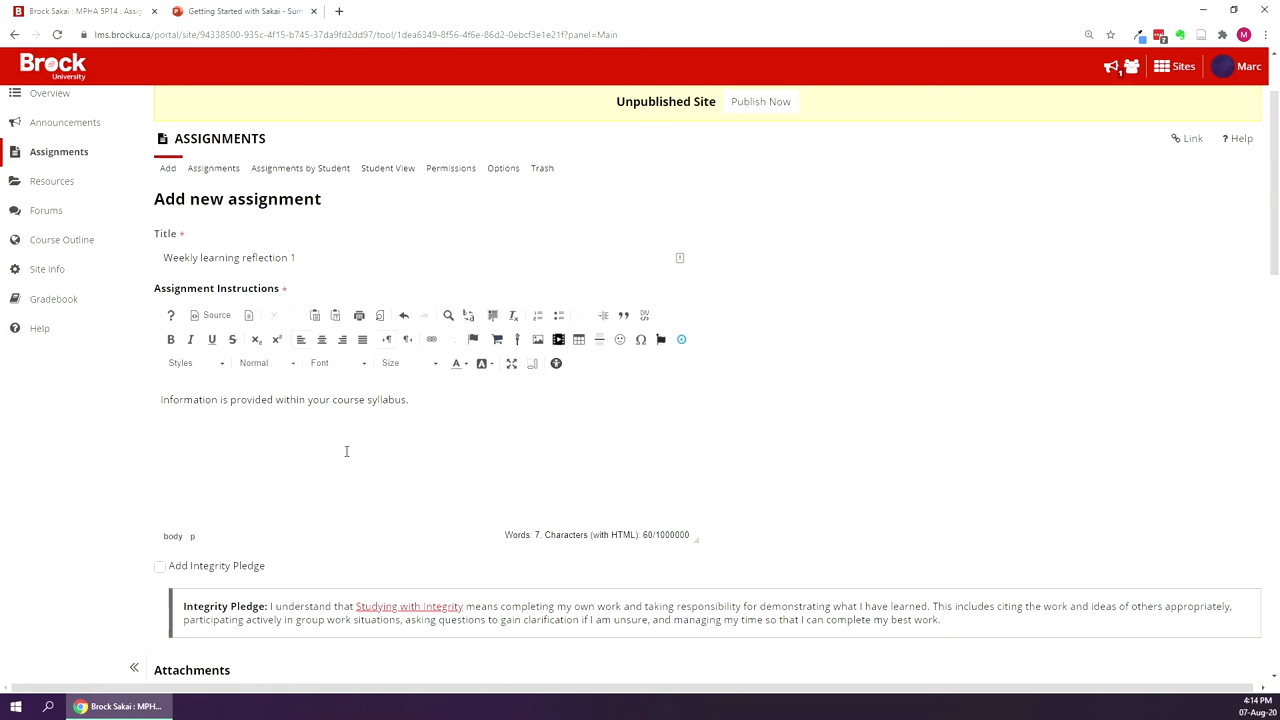 Brock Sakai : MPHA 5P14 : Assig
Getting Started with Sakai - Sum
lms.brocku.ca/portal/site/94338500-935c-4f15-b745-37da9fd2dd97/tool/1dea6349-8f56-4f6e-86d2-0ebcf3e1e21f?panel=Main
Brock
University
1
Sites
Marc
Overview
Announcements
Assignments
Resources
Forums
Course Outline
Site Info
Gradebook
Help
Unpublished Site
Publish Now
ASSIGNMENTS
Link
? Help
Add
Assignments
Assignments by Student
Student View
Permissions
Options
Trash
Add new assignment
Title *
Weekly learning reflection 1
Assignment Instructions *
Source
Styles
Normal
Font
Size
Information is provided within your course syllabus.
body p
Words: 7, Characters (with HTML): 60/1000000
Add Integrity Pledge
Integrity Pledge: I understand that Studying with Integrity means completing my own work and taking responsibility for demonstrating what I have learned. This includes citing the work and ideas of others appropriately,
participating actively in group work situations, asking questions to gain clarification if I am unsure, and managing my time so that I can complete my best work.
Attachments
Brock Sakai : MPH...
4:14 PM
07-Aug-20